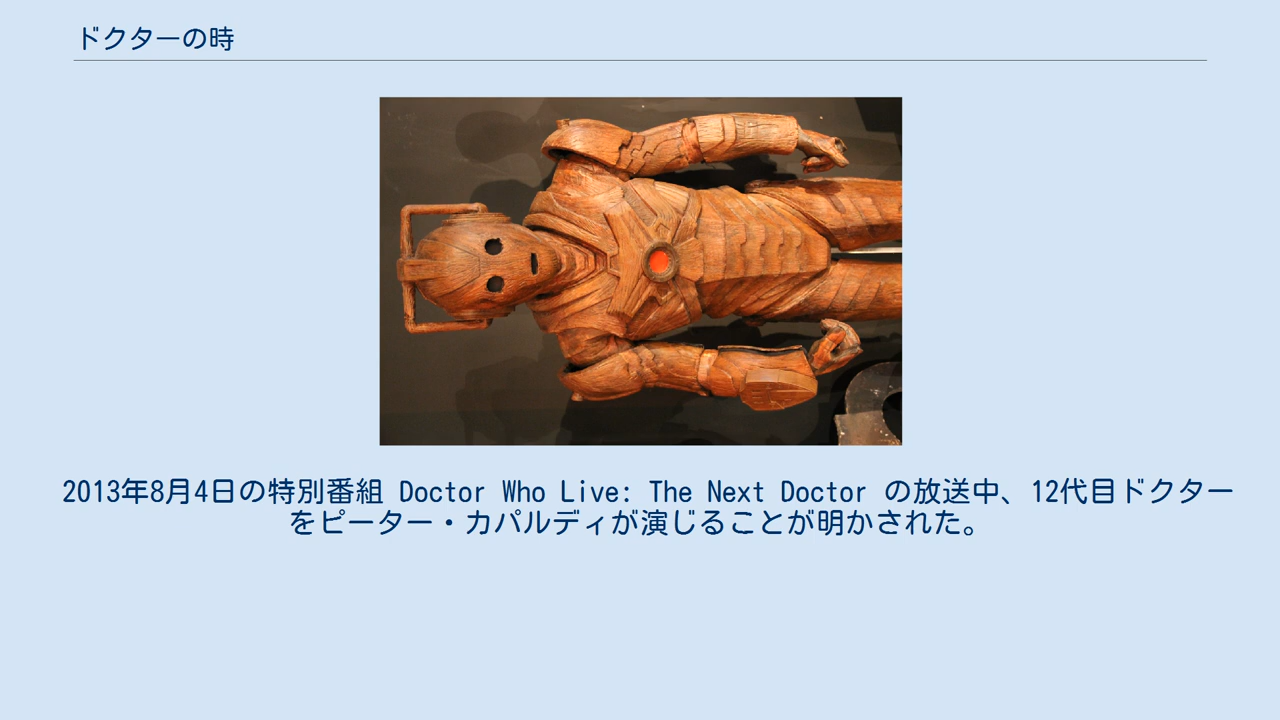 ドクターの時
2013年8月4日の特別番組 Doctor Who Live: The Next Doctor の放送中、12代目ドクター
をピーター・カパルディが演じることが明かされた。